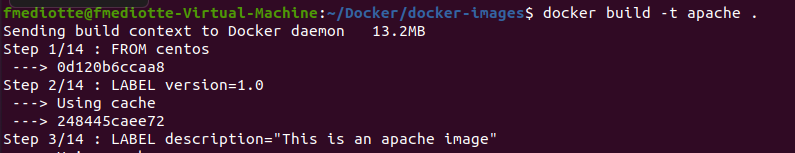 fmediotte@fmediotte-Virtual-Machine:~/Docker/docker-images$ docker build -t apache .
Sending build context to Docker daemon   13.2MB
Step 1/14 : FROM centos
 ---> 0d120b6ccaa8
Step 2/14 : LABEL version=1.0
 ---> Using cache
 ---> 248445caee72
Step 3/14 : LABEL description="This is an apache image"